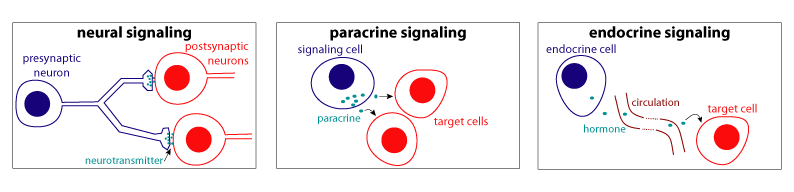 neural signaling
presynaptic
neuron
postsynaptic
neurons
neurotransmitter
paracrine signaling
signaling cell
paracrine
target cells
endocrine signaling
endocrine cell
circulation
hormone
target cell